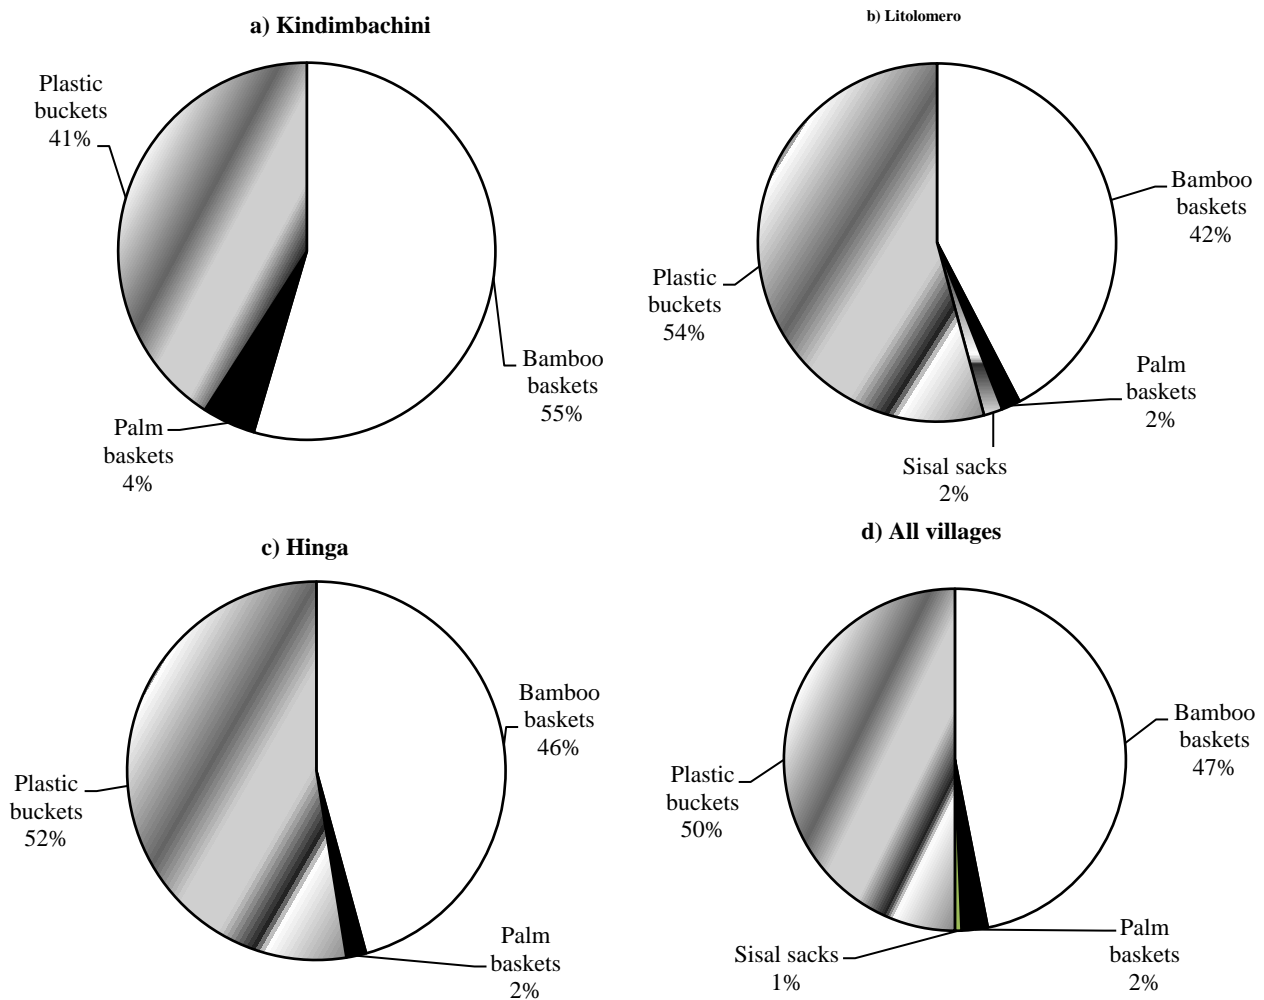 a) Kindimbachini
Plastic
buckets
41%
Bamboo
baskets
55%
Palm
baskets
4%
b) Litolomero
Bamboo
baskets
42%
Plastic
buckets
54%
Palm
baskets
2%
Sisal sacks
2%
c) Hinga
Bamboo
baskets
46%
Plastic
buckets
52%
Palm
baskets
2%
d) All villages
Bamboo
baskets
47%
Plastic
buckets
50%
Palm
baskets
2%
Sisal sacks
1%